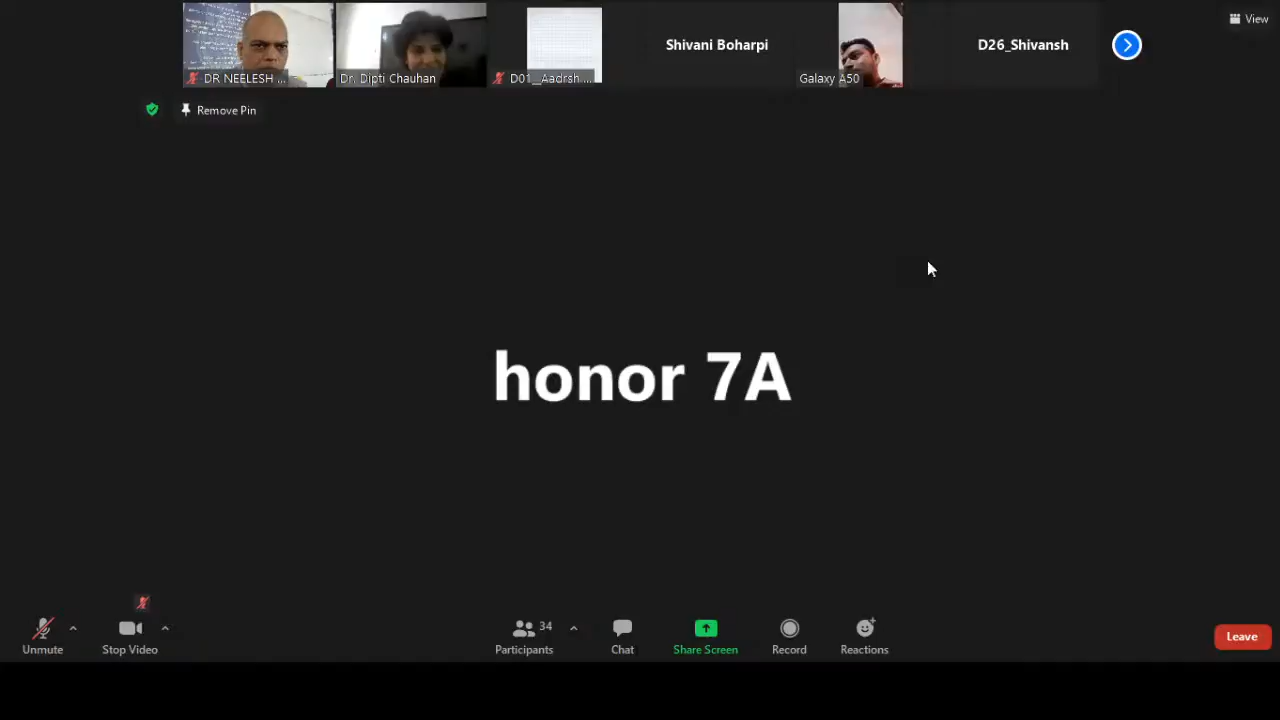 View
DR NEELESH ...
Dr. Dipti Chauhan
D01_Aadrsh ...
Shivani Boharpi
Galaxy A50
D26_Shivansh
Remove Pin
honor 7A
Unmute
Stop Video
34
Participants
Chat
Share Screen
Record
Reactions
Leave